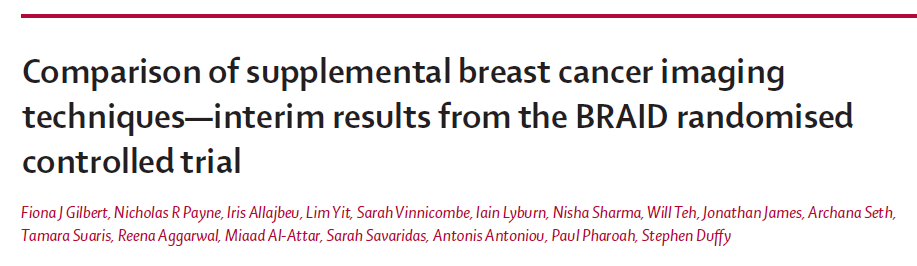 Comparison of supplemental breast cancer imaging
techniques—interim results from the BRAID randomised
controlled trial
Fiona J Gilbert, Nicholas R Payne, Iris Allajbeu, Lim Yit, Sarah Vinnicombe, Iain Lyburn, Nisha Sharma, Will Teh, Jonathan James, Archana Seth,
Tamara Suaris, Reena Aggarwal, Miaad Al-Attar, Sarah Savaridas, Antonis Antoniou, Paul Pharoah, Stephen Duffy